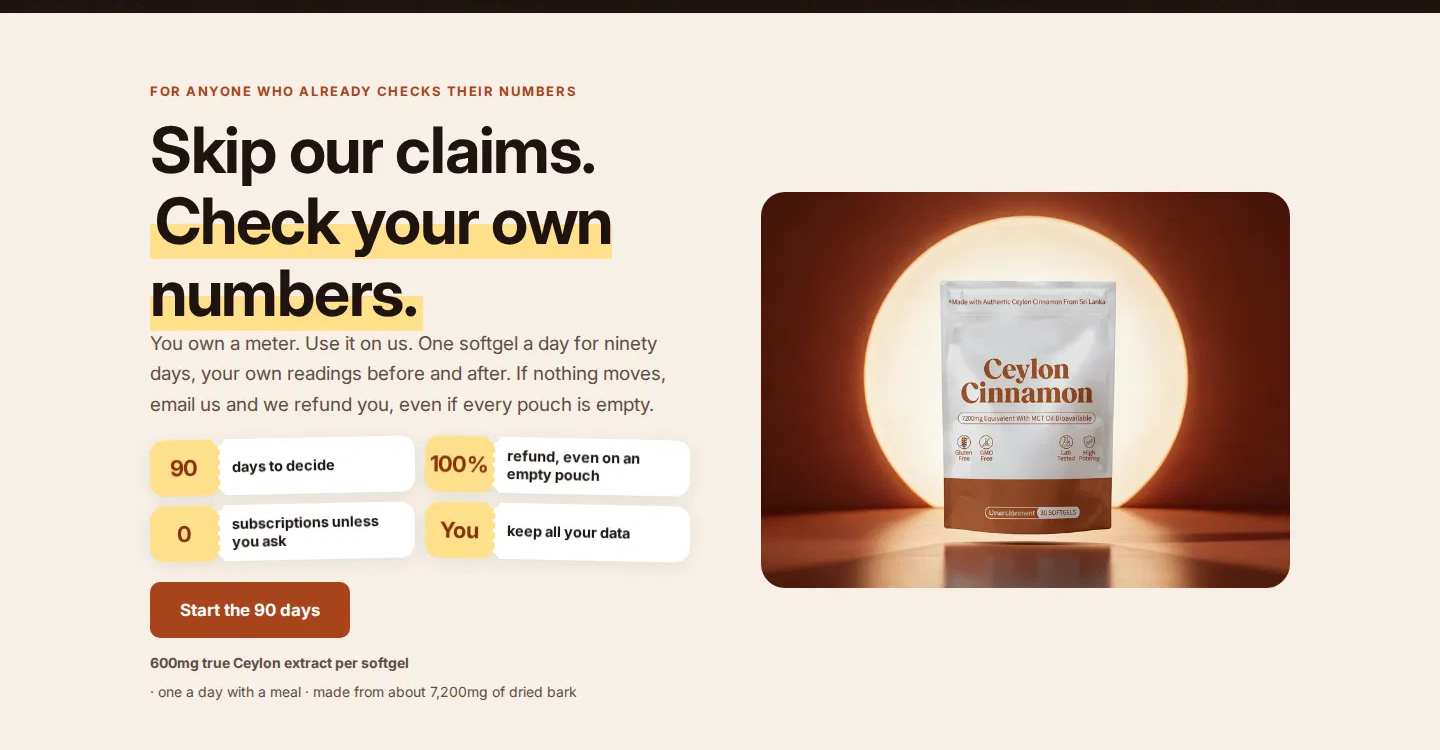 FOR ANYONE WHO ALREADY CHECKS THEIR NUMBERS
Skip our claims.
Check your own
numbers.
You own a meter. Use it on us. One softgel a day for ninety
days, your own readings before and after. If nothing moves,
email us and we refund you, even if every pouch is empty.
90
days to decide
100%
refund, even on an
empty pouch
0
subscriptions unless
you ask
You
keep all your data
Start the 90 days
600mg true Ceylon extract per softgel
· one a day with a meal · made from about 7,200mg of dried bark
*Made with Authentic Ceylon Cinnamon From Sri Lanka
Ceylon
Cinnamon
7200mg Equivalent With MCT Oil Bioavailable
Gluten
Free
GMO
Free
Lab
Tested
High
Potency
30 SOFTGELS